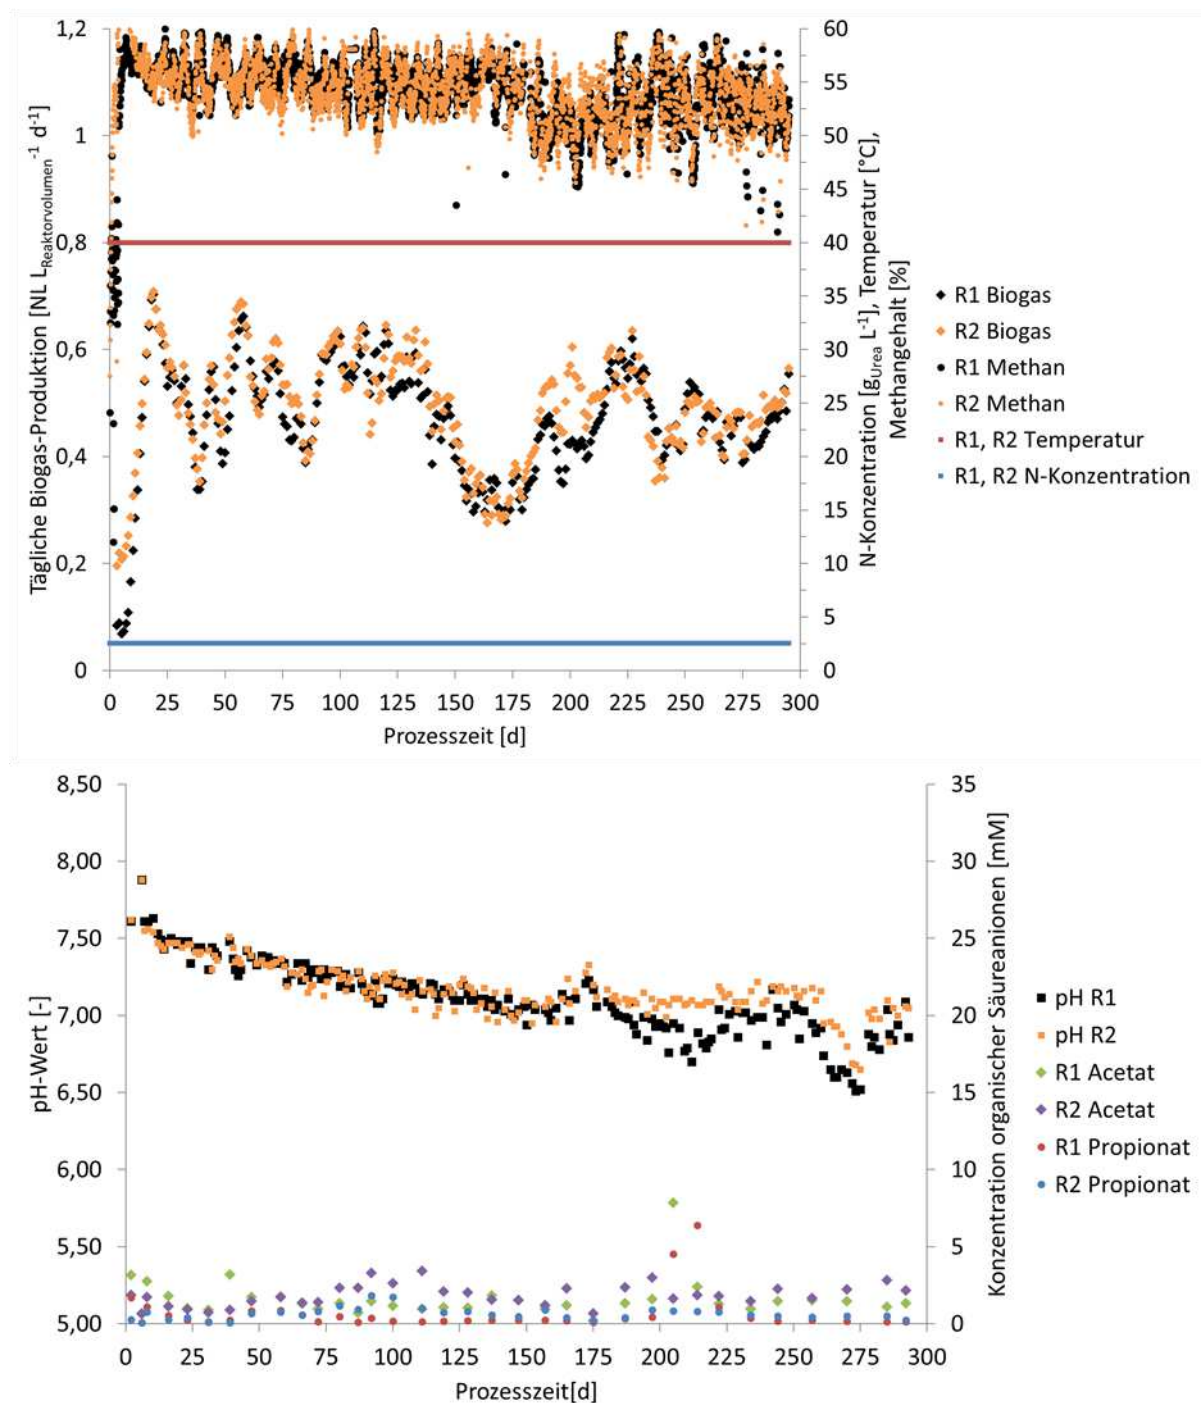 Tägliche Biogas-Produktion [NL L_Reaktorvolumen^-1 d^-1]
1,2
1
0,8
0,6
0,4
0,2
0
60
55
50
45
40
35
30
25
20
15
10
5
0
N-Konzentration [g_Urea L^-1], Temperatur [°C],
Methangehalt [%]
0 25 50 75 100 125 150 175 200 225 250 275 300
Prozesszeit [d]
R1 Biogas
R2 Biogas
R1 Methan
R2 Methan
R1, R2 Temperatur
R1, R2 N-Konzentration
pH-Wert [-]
8,50
8,00
7,50
7,00
6,50
6,00
5,50
5,00
35
30
25
20
15
10
5
0
Konzentration organischer Säureanionen [mM]
0 25 50 75 100 125 150 175 200 225 250 275 300
Prozesszeit[d]
pH R1
pH R2
R1 Acetat
R2 Acetat
R1 Propionat
R2 Propionat